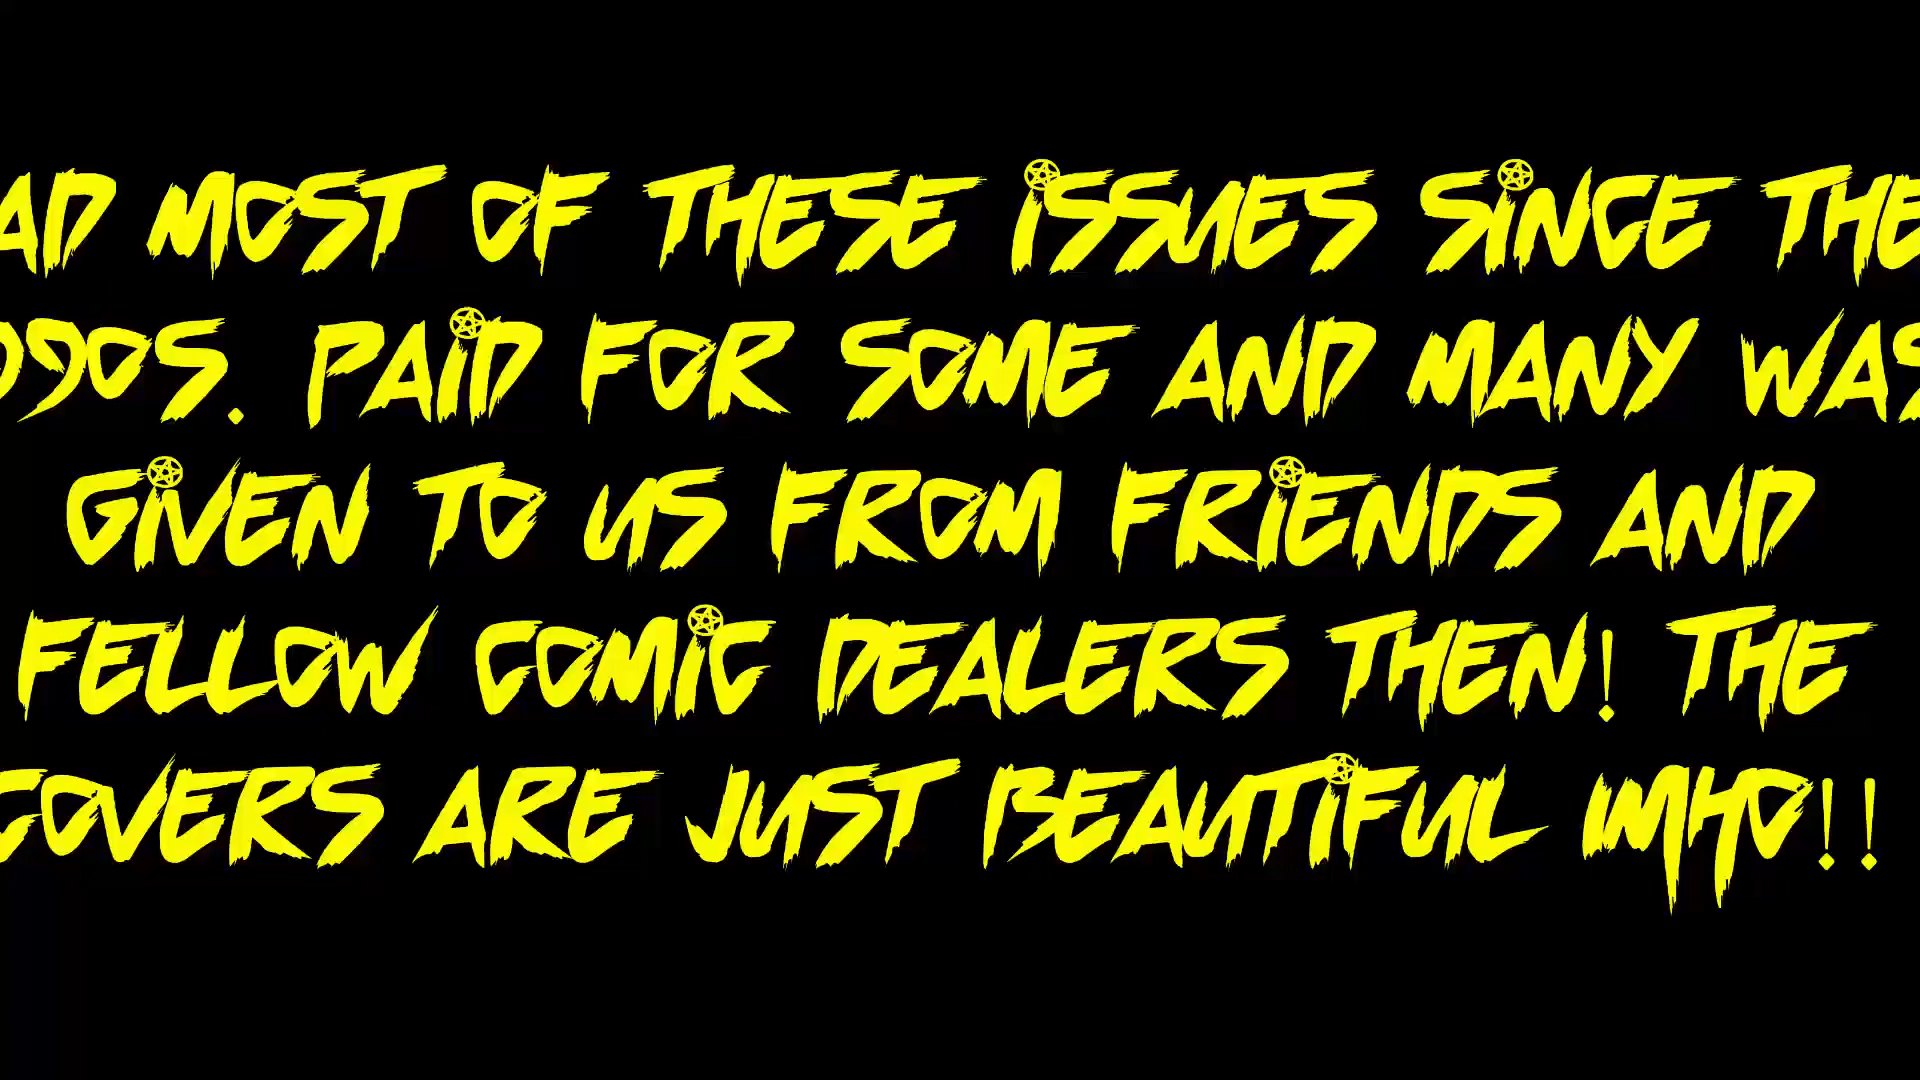 AD MOST OF THESE ISSUES SINCE THE
90S. PAID FOR SOME AND MANY WAS
GIVEN TO US FROM FRIENDS AND
FELLOW COMIC DEALERS THEN! THE
COVERS ARE JUST BEAUTIFUL IMHO!!